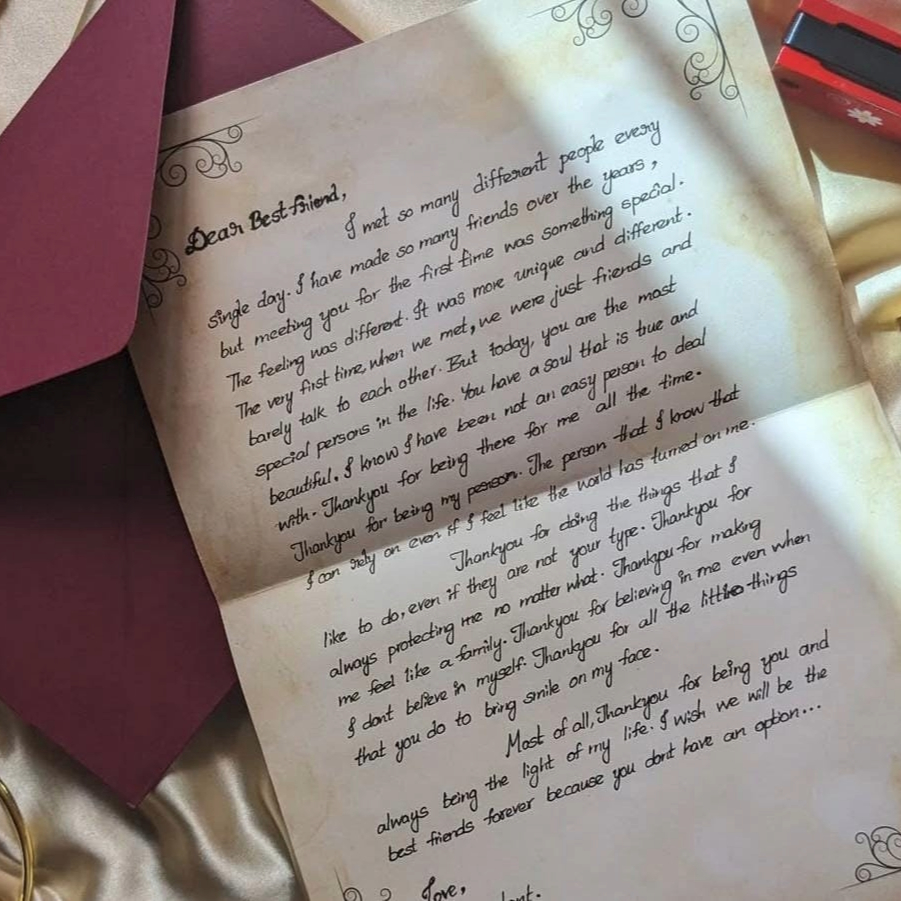 Dear Best friend,
I met so many different people every
single day. I have made so many friends over the years,
but meeting you for the first time was something special.
The feeling was different. It was more unique and different.
The very first time, when we met, we were just friends and
barely talk to each other. But today, you are the most
special persons in the life. You have a soul that is true and
beautiful. I know I have been not an easy person to deal
with. Thankyou for being there for me all the time.
Thankyou for being my person. The person that I know that
I can rely on even if I feel like the world has turned on me.
Thankyou for doing the things that I
like to do, even if they are not your type. Thankyou for
always protecting me no matter what. Thankyou for making
me feel like a family. Thankyou for believing in me even when
I dont believe in myself. Thankyou for all the little things
that you do to bring smile on my face.
Most of all, Thankyou for being you and
always being the light of my life. I wish we will be the
best friends forever because you dont have an option...
Love,